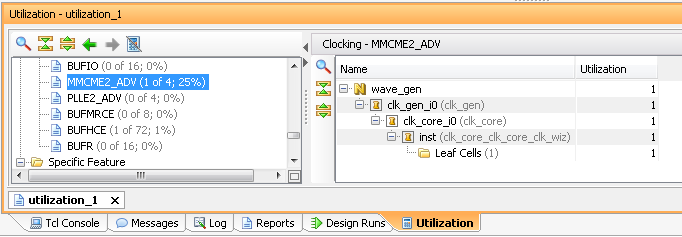 Utilization - utilization_1
BUFIO (0 of 16; 0%)
MMCME2_ADV (1 of 4; 25%)
PLLE2_ADV (0 of 4; 0%)
BUFMRCE (0 of 8; 0%)
BUFHCE (1 of 72; 1%)
BUFR (0 of 16; 0%)
Specific Feature
Clocking - MMCME2_ADV
Name Utilization
wave_gen 1
clk_gen_i0 (clk_gen) 1
clk_core_i0 (clk_core) 1
inst (clk_core_clk_core_clk_wiz) 1
Leaf Cells (1) 1
utilization_1
Tcl Console Messages Log Reports Design Runs Utilization